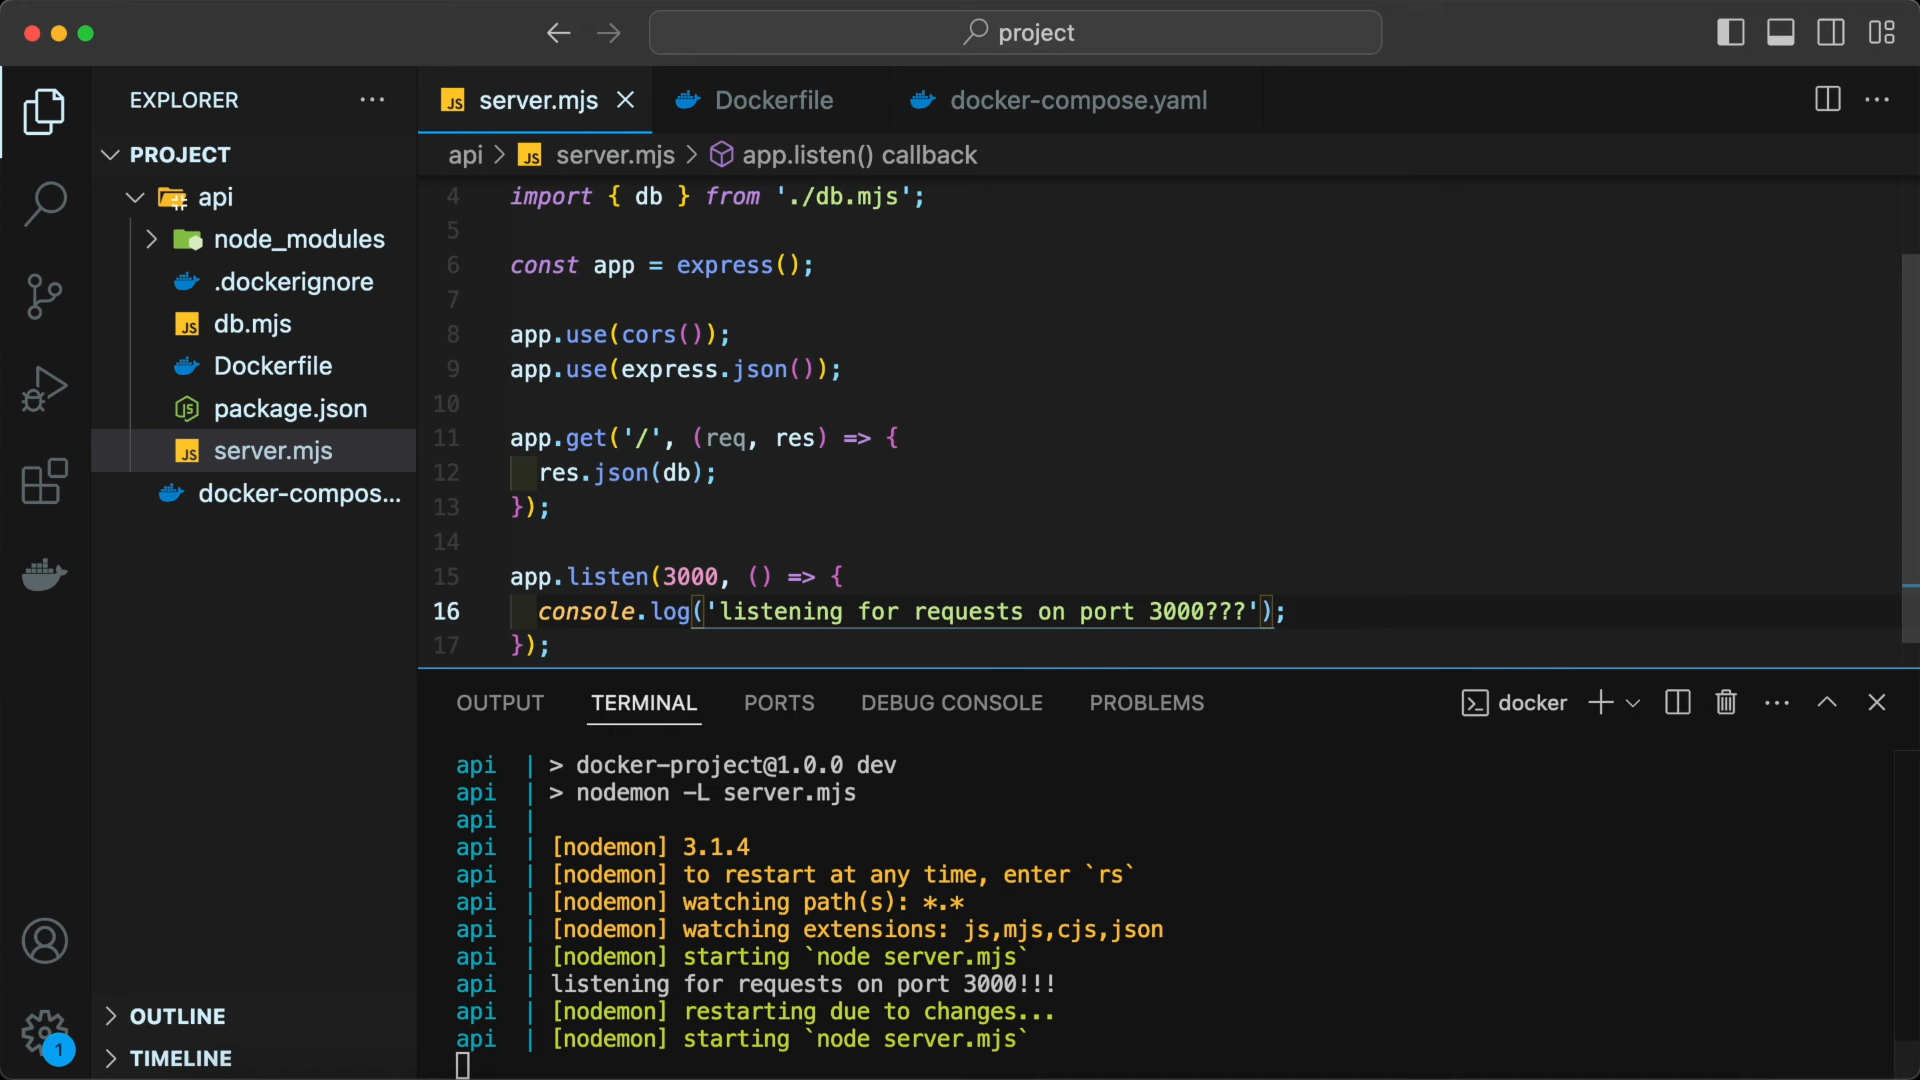 project
EXPLORER
PROJECT
api
node_modules
.dockerignore
JS db.mjs
Dockerfile
package.json
JS server.mjs
docker-compos...
OUTLINE
TIMELINE
1
JS server.mjs
Dockerfile
docker-compose.yaml
api > JS server.mjs > app.listen() callback
4 import { db } from './db.mjs';
5
6 const app = express();
7
8 app.use(cors());
9 app.use(express.json());
10
11 app.get('/', (req, res) => {
12 res.json(db);
13 });
14
15 app.listen(3000, () => {
16 console.log('listening for requests on port 3000???');
17 });
OUTPUT TERMINAL PORTS DEBUG CONSOLE PROBLEMS docker
api | > docker-project@1.0.0 dev
api | > nodemon -L server.mjs
api |
api | [nodemon] 3.1.4
api | [nodemon] to restart at any time, enter `rs`
api | [nodemon] watching path(s): *.*
api | [nodemon] watching extensions: js,mjs,cjs,json
api | [nodemon] starting `node server.mjs`
api | listening for requests on port 3000!!!
api | [nodemon] restarting due to changes...
api | [nodemon] starting `node server.mjs`